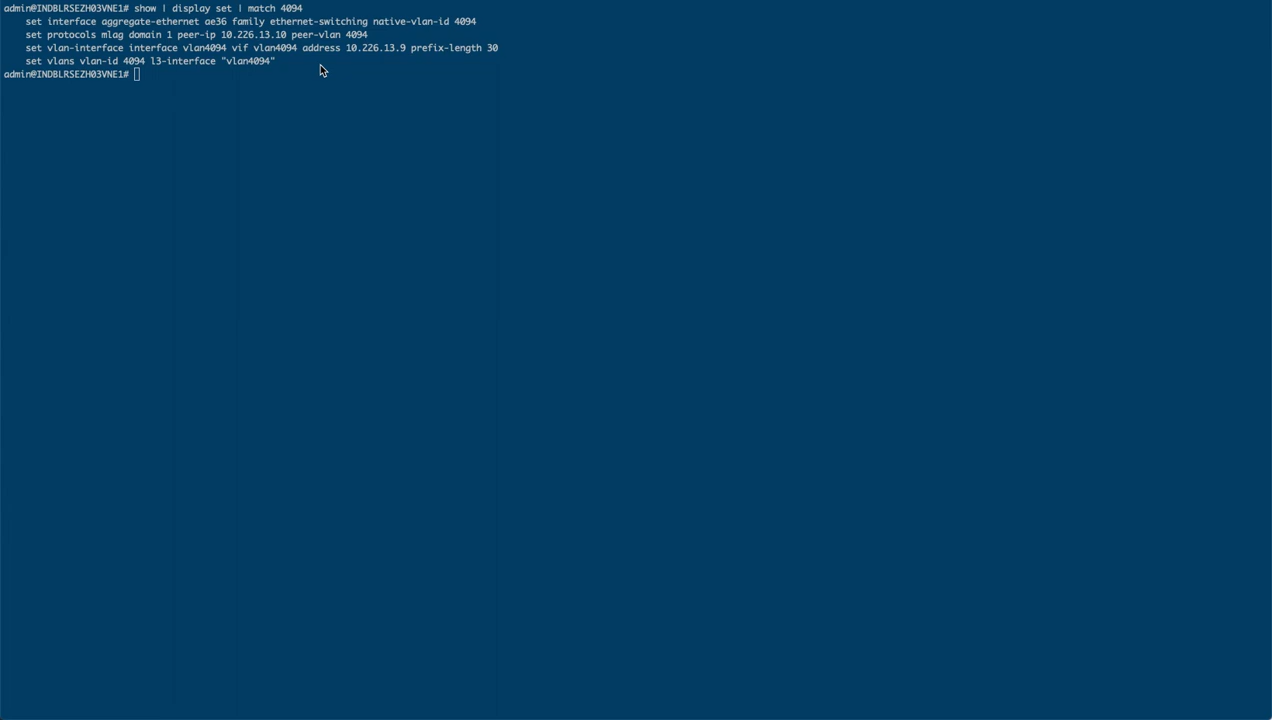 admin@INDBLRSEZH03VNE1# show | display set | match 4094
set interface aggregate-ethernet ae36 family ethernet-switching native-vlan-id 4094
set protocols mlag domain 1 peer-ip 10.226.13.10 peer-vlan 4094
set vlan-interface interface vlan4094 vif vlan4094 address 10.226.13.9 prefix-length 30
set vlans vlan-id 4094 l3-interface "vlan4094"
admin@INDBLRSEZH03VNE1#